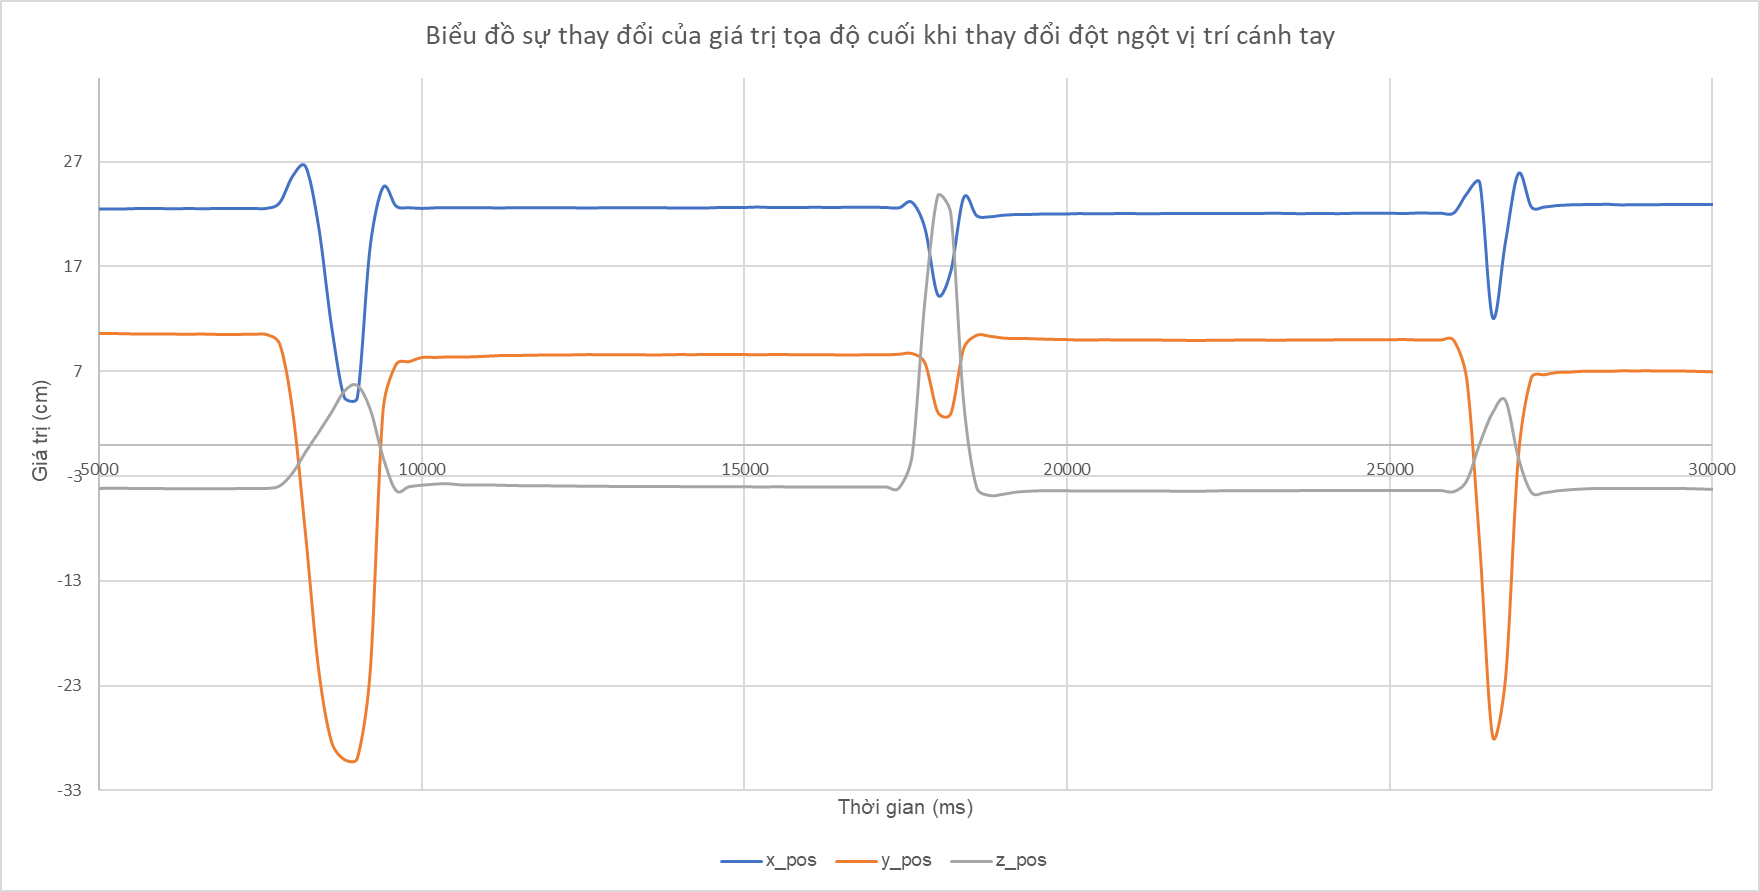 Biểu đồ sự thay đổi của giá trị tọa độ cuối khi thay đổi đột ngột vị trí cánh tay
27
17
7
-3
-13
-23
-33
Giá trị (cm)
5000 10000 15000 20000 25000 30000
Thời gian (ms)
x_pos y_pos z_pos